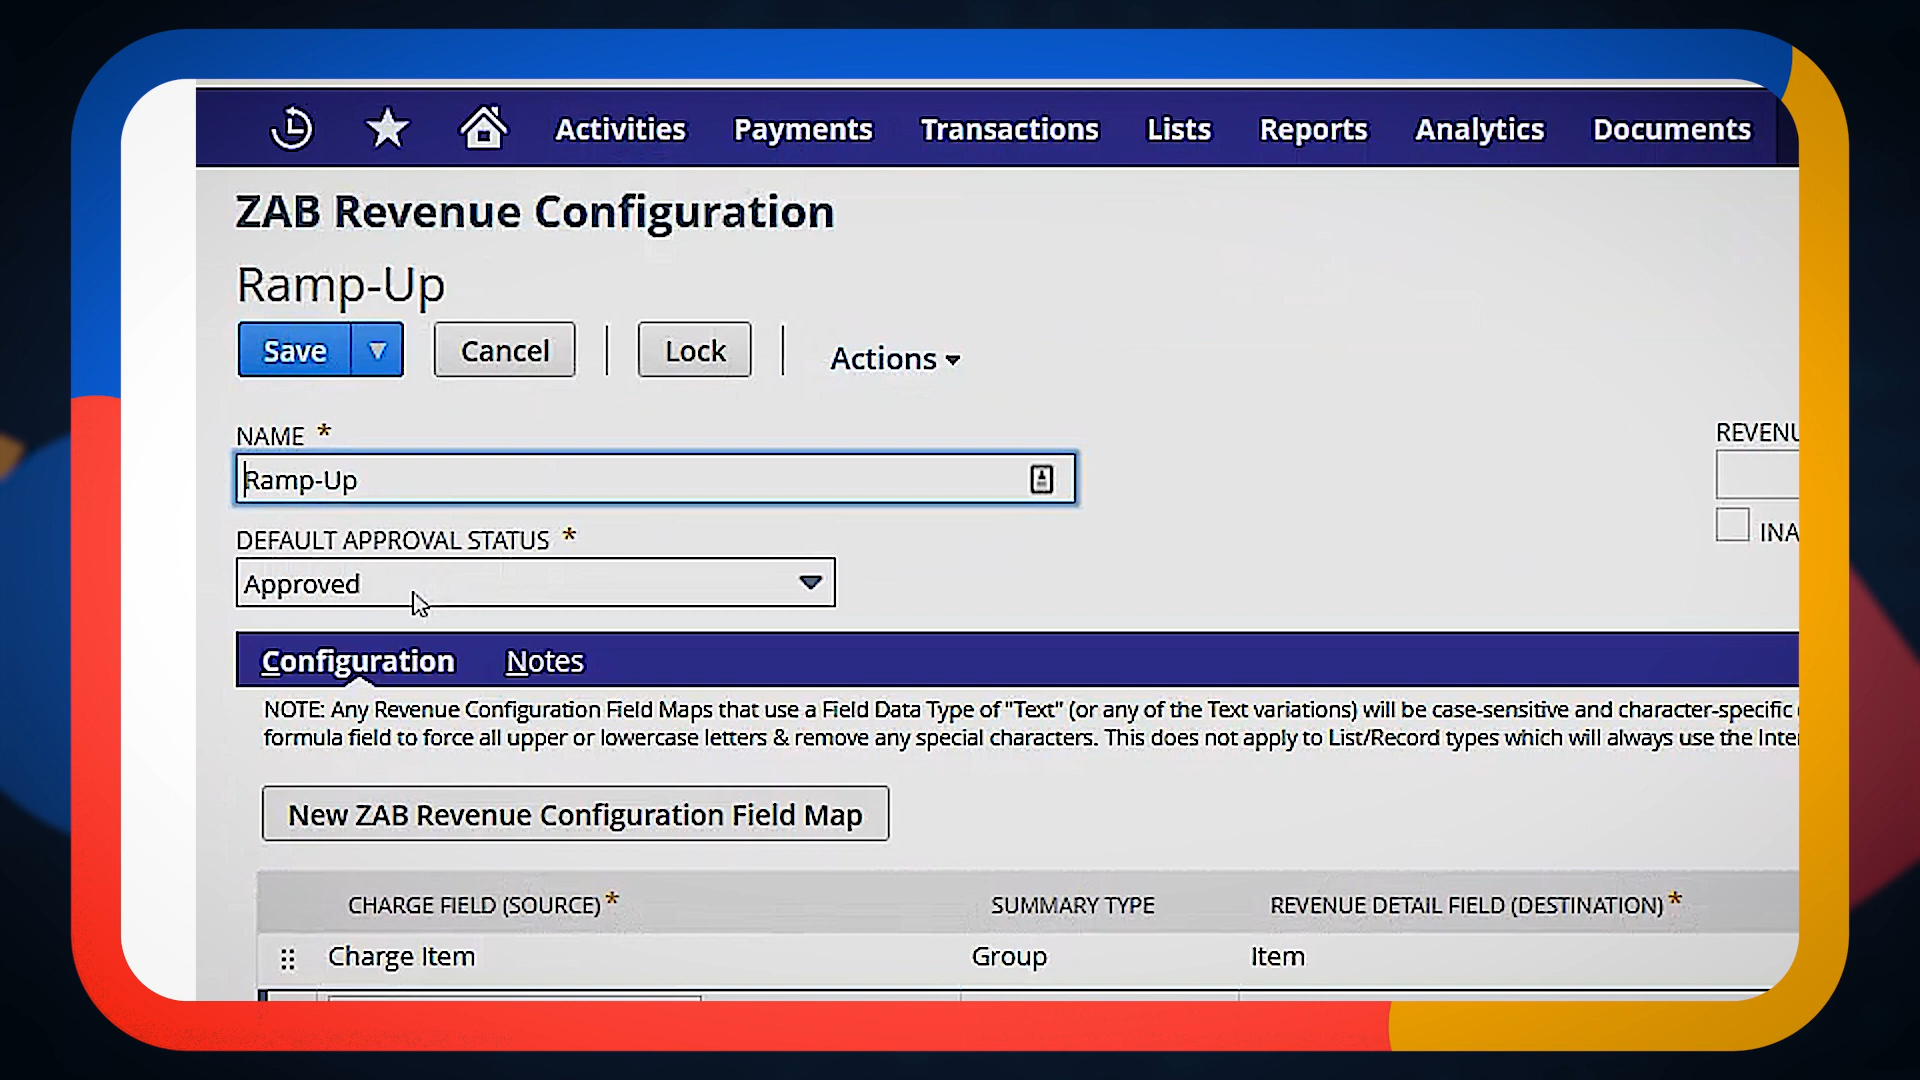 Activities Payments Transactions Lists Reports Analytics Documents
ZAB Revenue Configuration
Ramp-Up
Save Cancel Lock Actions
NAME *
Ramp-Up
DEFAULT APPROVAL STATUS *
Approved
Configuration Notes
NOTE: Any Revenue Configuration Field Maps that use a Field Data Type of "Text" (or any of the Text variations) will be case-sensitive and character-specific
formula field to force all upper or lowercase letters & remove any special characters. This does not apply to List/Record types which will always use the
New ZAB Revenue Configuration Field Map
CHARGE FIELD (SOURCE) * SUMMARY TYPE REVENUE DETAIL FIELD (DESTINATION) *
Charge Item Group Item